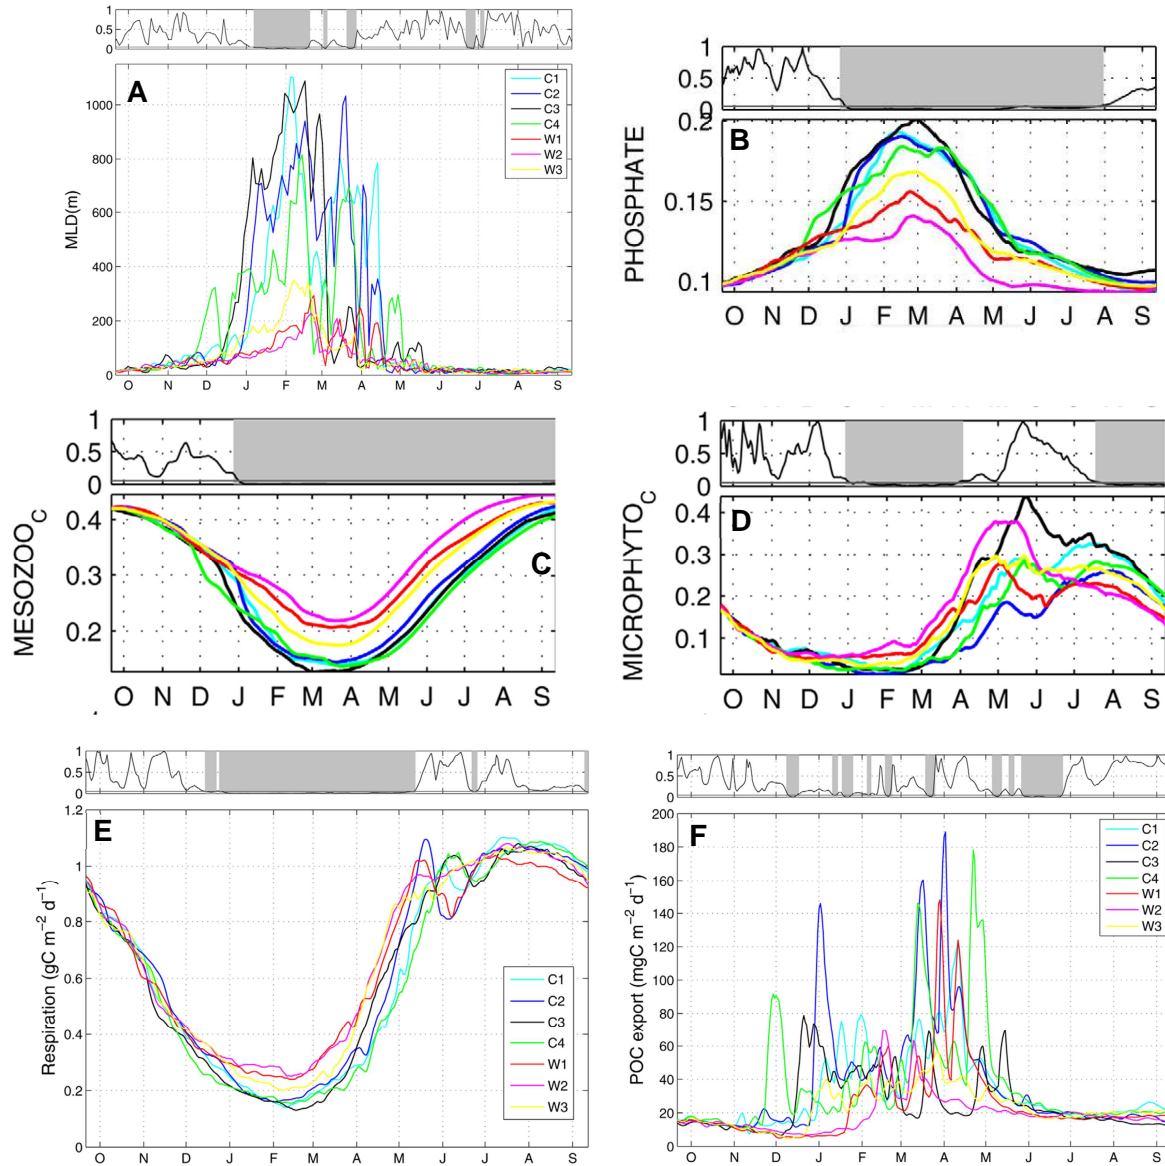 1
0.5
0
A
MLD(m)
1000
800
600
400
200
0
O N D J F M A M J J A S
C1
C2
C3
C4
W1
W2
W3
1
0.5
0
B
PHOSPHATE
0.2
0.15
0.1
O N D J F M A M J J A S
1
0.5
0
C
MESOZOO_C
0.4
0.3
0.2
O N D J F M A M J J A S
1
0.5
0
D
MICROPHYTO_C
0.4
0.3
0.2
0.1
O N D J F M A M J J A S
1
0.5
0
E
Respiration (gC m⁻² d⁻¹)
1.2
1
0.8
0.6
0.4
0.2
0
O N D J F M A M J J A S
C1
C2
C3
C4
W1
W2
W3
1
0.5
0
F
POC export (mgC m⁻² d⁻¹)
200
180
160
140
120
100
80
60
40
20
0
O N D J F M A M J J A S
C1
C2
C3
C4
W1
W2
W3